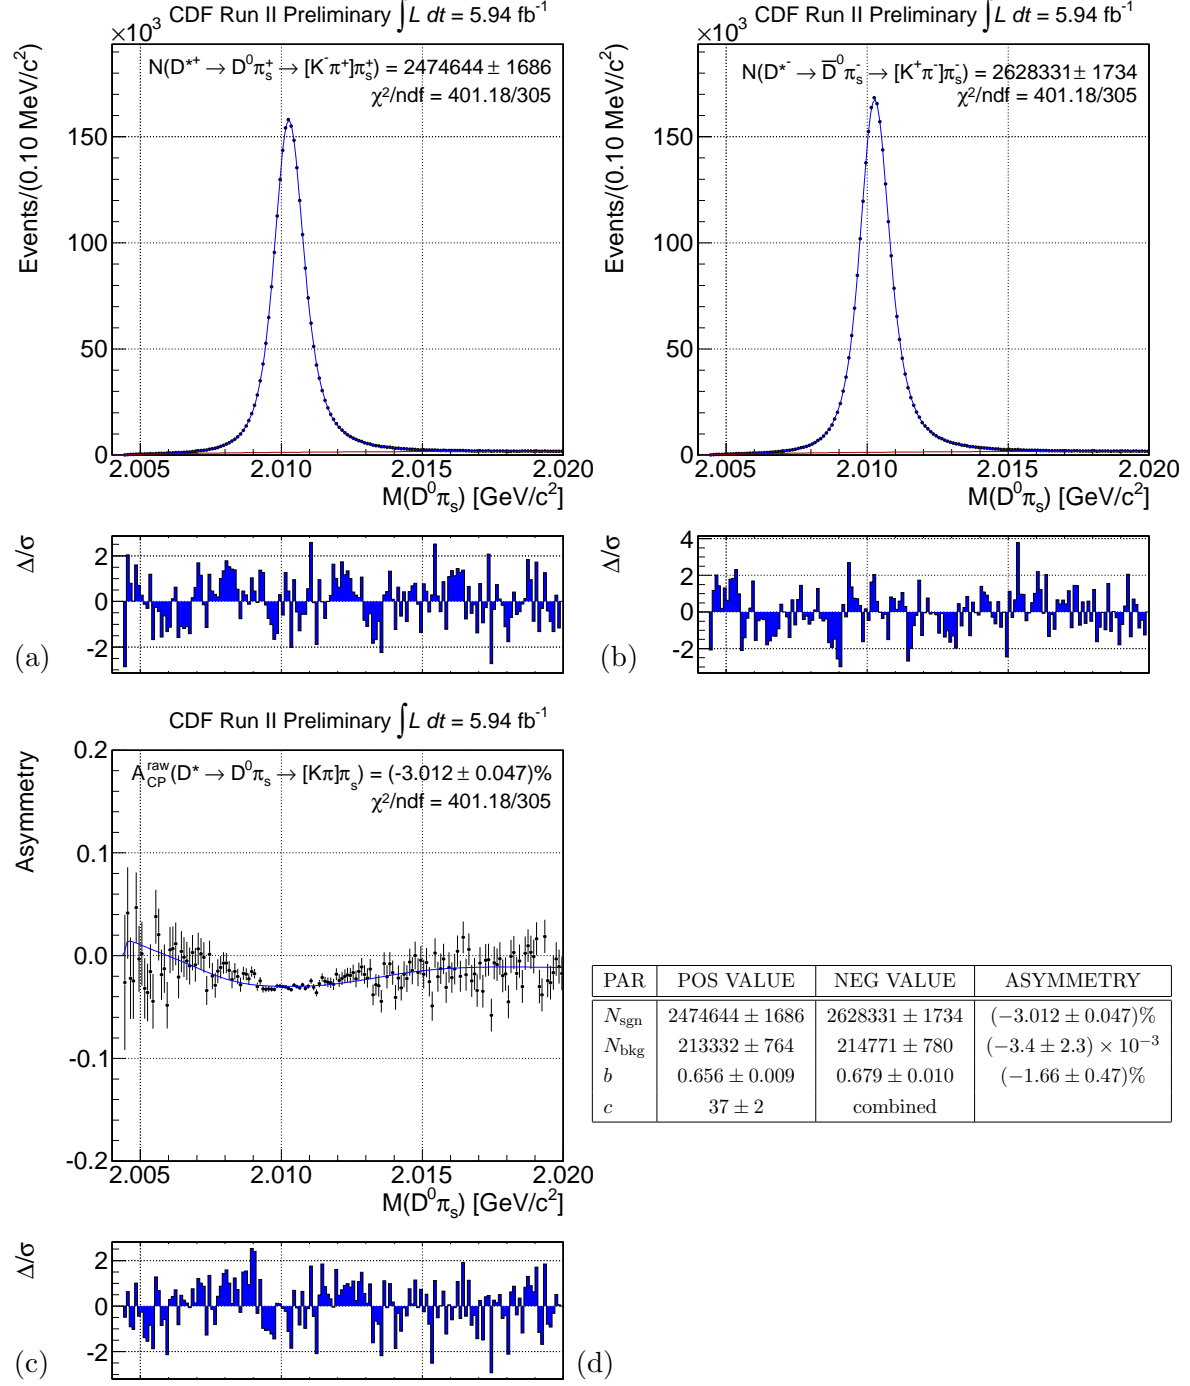 CDF Run II Preliminary ∫L dt = 5.94 fb⁻¹
×10³
N(D*⁺ → D⁰π⁺ₛ → [K⁻π⁺]π⁺ₛ) = 2474644 ± 1686
χ²/ndf = 401.18/305
Events/(0.10 MeV/c²)
150
100
50
0
2.005 2.010 2.015 2.020
M(D⁰πₛ) [GeV/c²]
Δ/σ
2
0
-2
(a)
CDF Run II Preliminary ∫L dt = 5.94 fb⁻¹
×10³
N(D*⁻ → D̅⁰π⁻ₛ → [K⁺π⁻]π⁻ₛ) = 2628331 ± 1734
χ²/ndf = 401.18/305
Events/(0.10 MeV/c²)
150
100
50
0
2.005 2.010 2.015 2.020
M(D⁰πₛ) [GeV/c²]
Δ/σ
4
2
0
-2
(b)
CDF Run II Preliminary ∫L dt = 5.94 fb⁻¹
A_CP^raw(D* → D⁰πₛ → [Kπ]πₛ) = (-3.012 ± 0.047)%
χ²/ndf = 401.18/305
Asymmetry
0.2
0.1
0.0
-0.1
-0.2
2.005 2.010 2.015 2.020
M(D⁰πₛ) [GeV/c²]
Δ/σ
2
0
-2
(c)
PAR POS VALUE NEG VALUE ASYMMETRY
N_sgn 2474644 ± 1686 2628331 ± 1734 (−3.012 ± 0.047)%
N_bkg 213332 ± 764 214771 ± 780 (−3.4 ± 2.3) × 10⁻³
b 0.656 ± 0.009 0.679 ± 0.010 (−1.66 ± 0.47)%
c 37 ± 2 combined
(d)